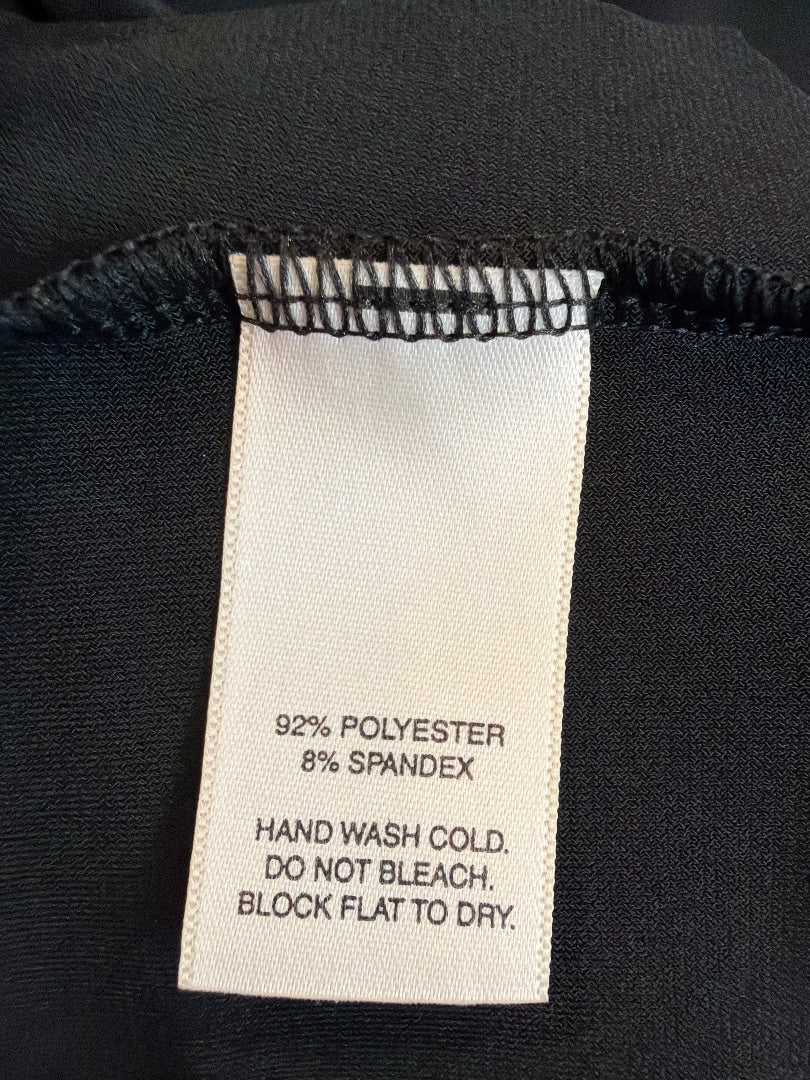 92% POLYESTER
8% SPANDEX
HAND WASH COLD.
DO NOT BLEACH.
BLOCK FLAT TO DRY.